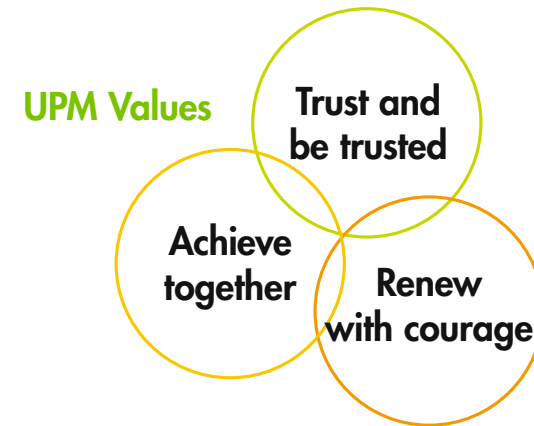 UPM Values
Trust and
be trusted
Achieve
together
Renew
with courage